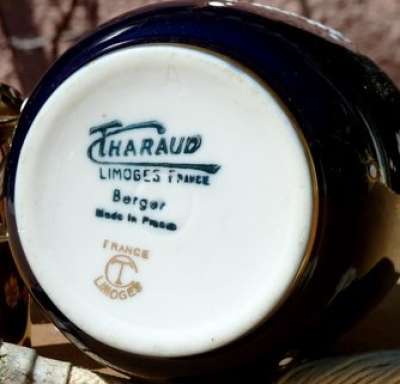 THARAUD
LIMOGES FRANCE
Berger
Made in France
FRANCE
T
LIMOGES